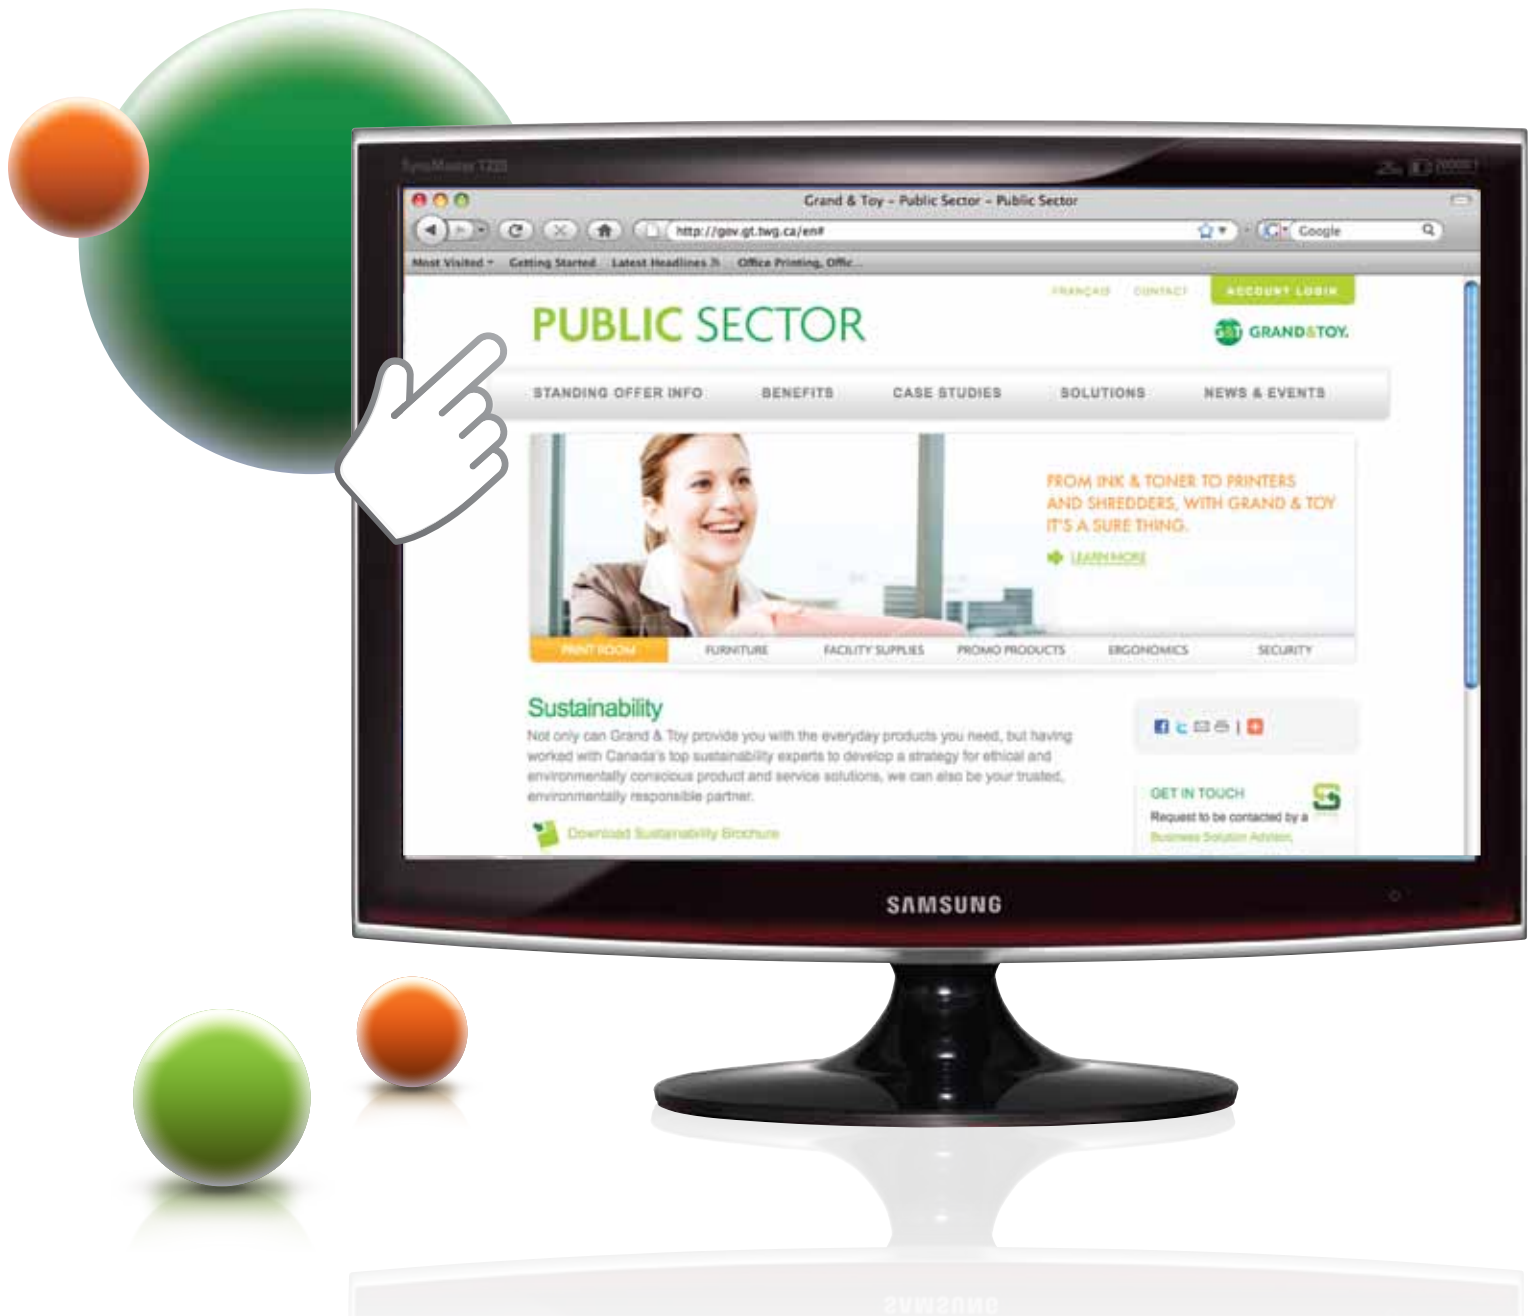 SyncMaster T220
Grand & Toy – Public Sector – Public Sector
http://gov.gt.twg.ca/en#
Google
Most Visited
Getting Started
Latest Headlines
Office Printing, Offic...
FRANÇAIS
CONTACT
ACCOUNT LOGIN
PUBLIC SECTOR
G&T GRAND&TOY.
STANDING OFFER INFO
BENEFITS
CASE STUDIES
SOLUTIONS
NEWS & EVENTS
FROM INK & TONER TO PRINTERS
AND SHREDDERS, WITH GRAND & TOY
IT'S A SURE THING.
LEARN MORE
PRINT ROOM
FURNITURE
FACILITY SUPPLIES
PROMO PRODUCTS
ERGONOMICS
SECURITY
Sustainability
Not only can Grand & Toy provide you with the everyday products you need, but having
worked with Canada's top sustainability experts to develop a strategy for ethical and
environmentally conscious product and service solutions, we can also be your trusted,
environmentally responsible partner.
Download Sustainability Brochure
GET IN TOUCH
Request to be contacted by a
Business Solution Advisor.
SAMSUNG